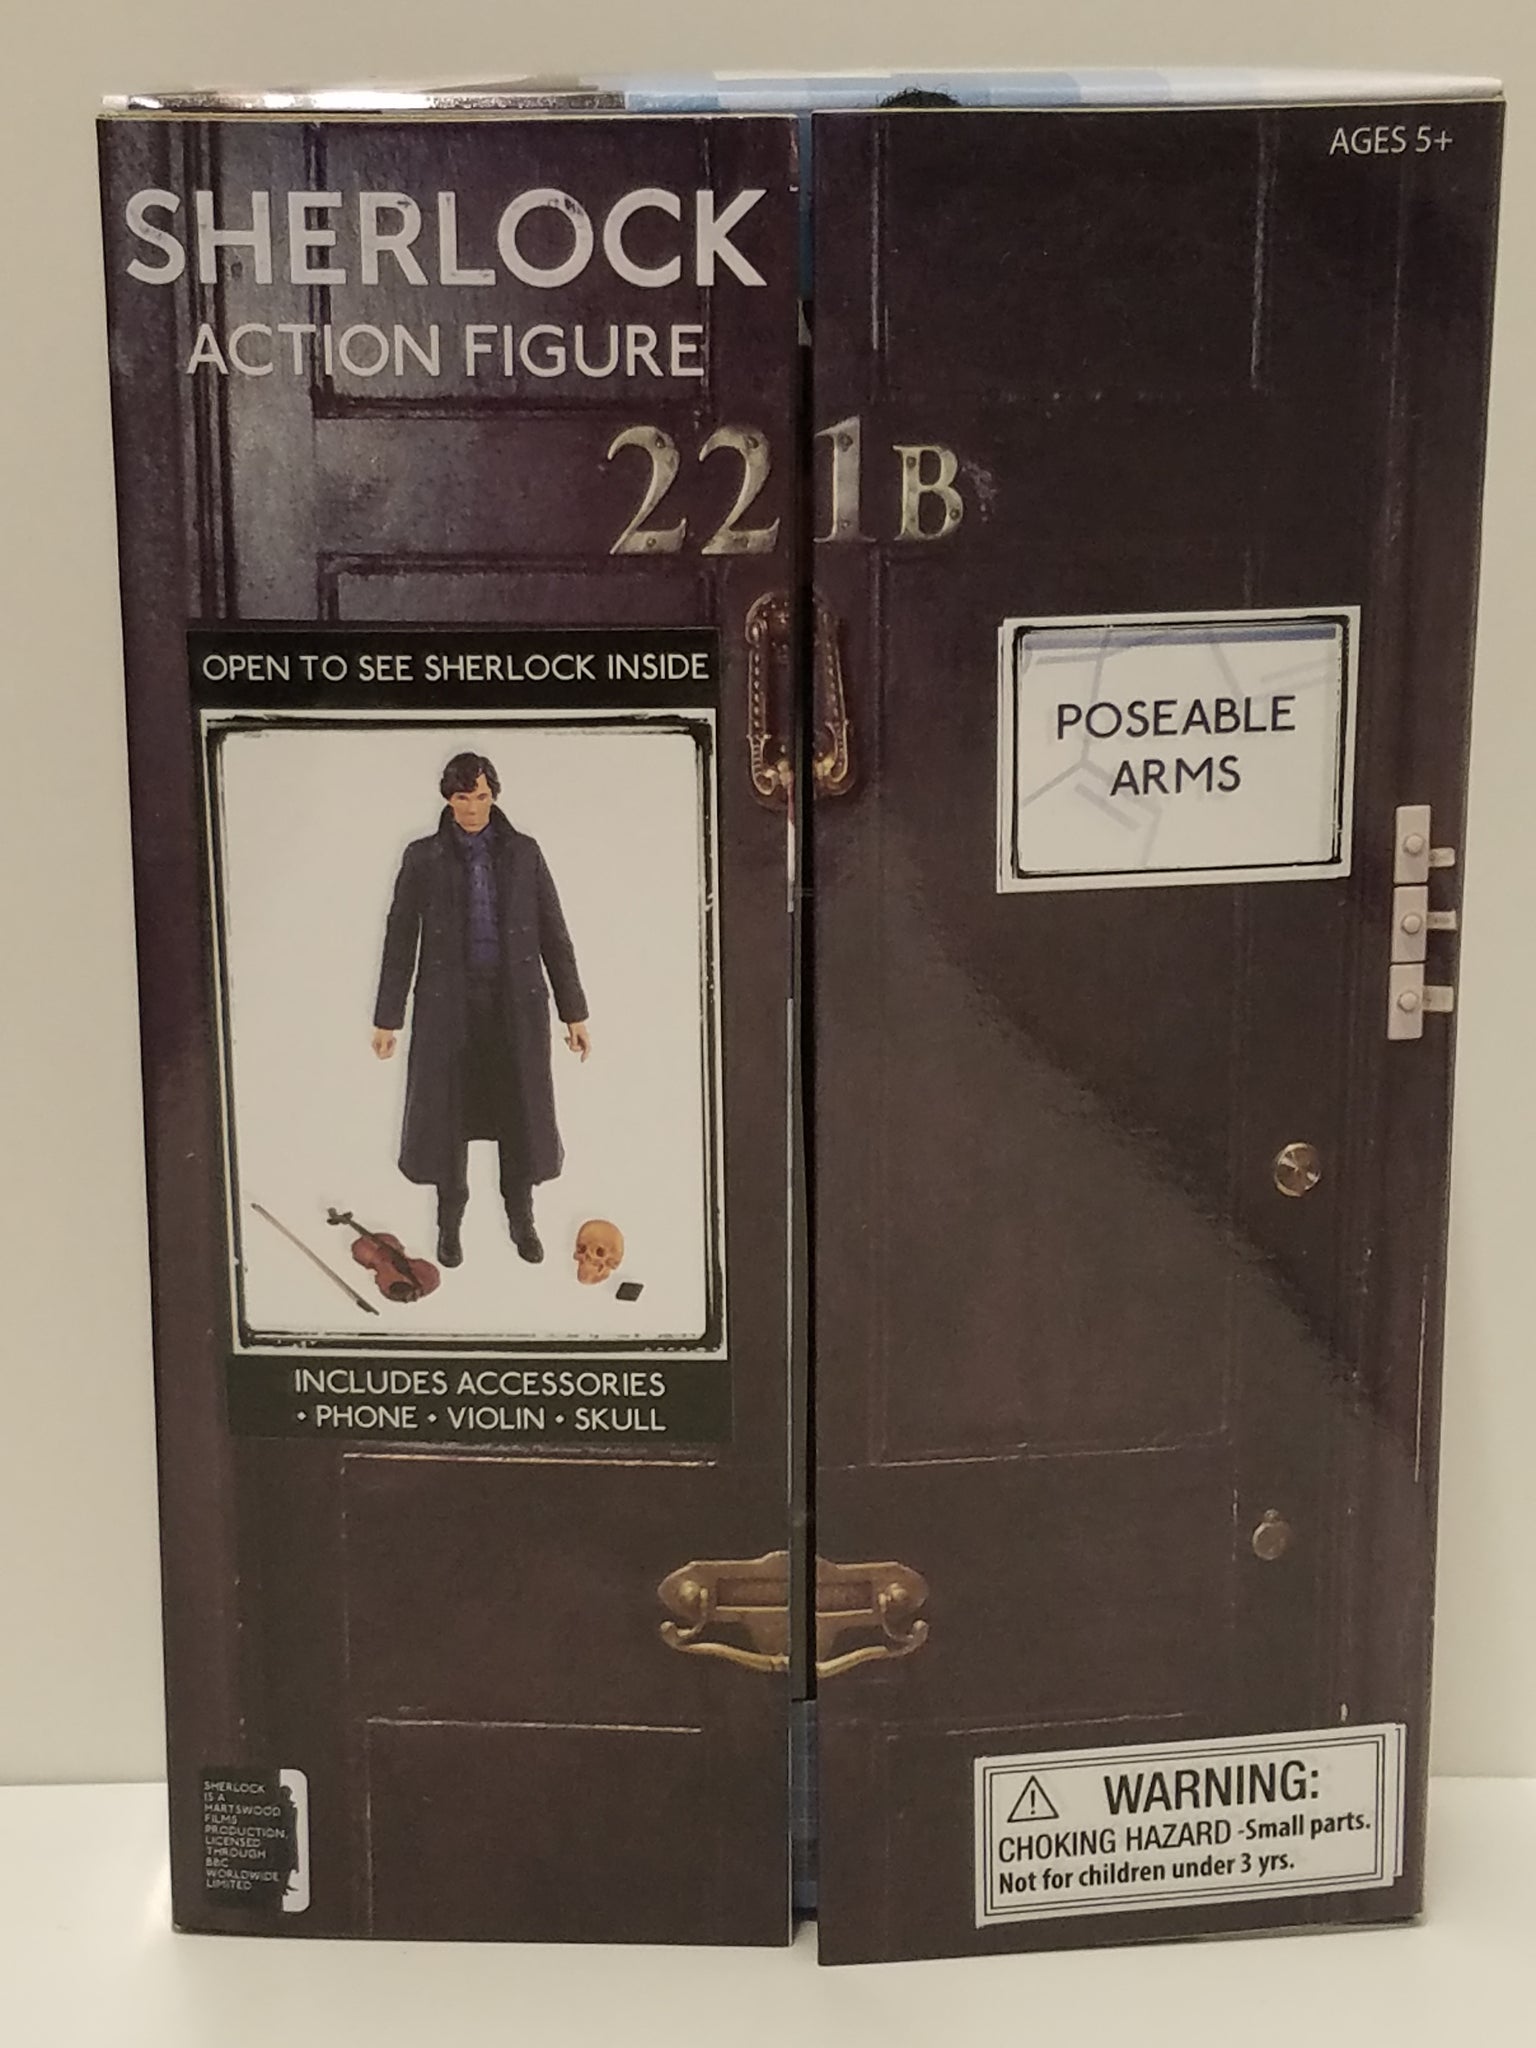 AGES 5+
SHERLOCK
ACTION FIGURE
221B
OPEN TO SEE SHERLOCK INSIDE
POSEABLE
ARMS
INCLUDES ACCESSORIES
• PHONE • VIOLIN • SKULL
SHERLOCK
IS A
HARTSWOOD
FILMS
PRODUCTION,
LICENSED
THROUGH
BBC
WORLDWIDE
LIMITED
WARNING:
CHOKING HAZARD -Small parts.
Not for children under 3 yrs.